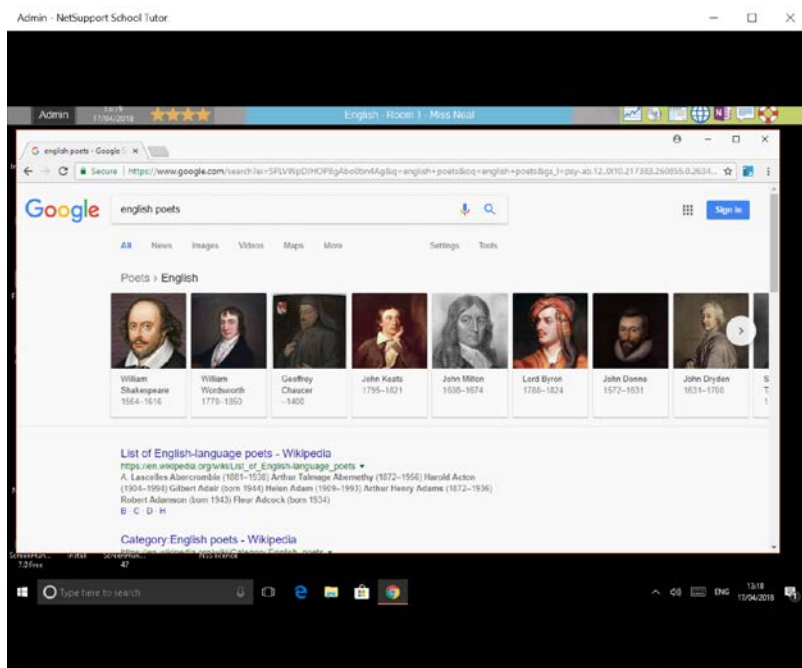 Admin - NetSupport School Tutor
Admin
17/04/2018
English - Room 1 - Miss Neal
english poets - Google S
Secure
Google
english poets
Sign in
All News Images Videos Maps More Settings Tools
Poets › English
William Shakespeare
1564–1616
William Wordsworth
1770–1850
Geoffrey Chaucer
–1400
John Keats
1795–1821
John Milton
1608–1674
Lord Byron
1788–1824
John Donne
1572–1631
John Dryden
1631–1700
List of English-language poets - Wikipedia
https://en.wikipedia.org/wiki/List_of_English-language_poets
A. Lascelles Abercrombie (1881–1938) Arthur Talmage Abernethy (1872–1956) Harold Acton
(1904–1994) Gilbert Adair (born 1944) Helen Adam (1909–1993) Arthur Henry Adams (1872–1936)
Robert Adamson (born 1943) Fleur Adcock (born 1934)
B · C · D · H
Category:English poets - Wikipedia
7.0 Free
47
Type here to search
ENG
13:18
17/04/2018